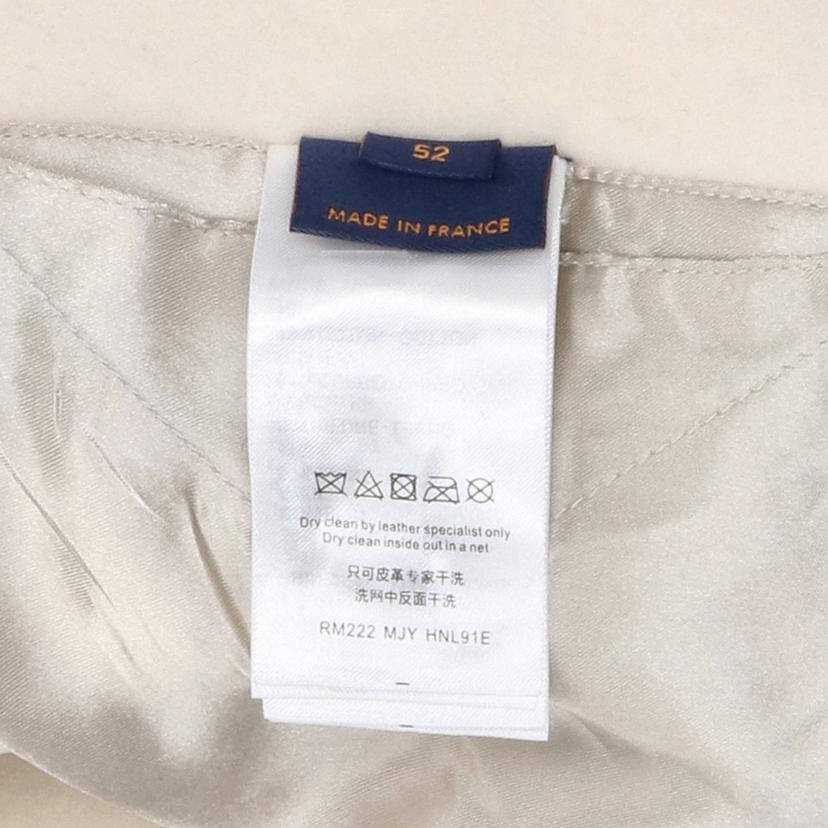 52
MADE IN FRANCE
Dry clean by leather specialist only
Dry clean inside out in a net
只可皮革专家干洗
洗网中反面干洗
RM222 MJY HNL91E